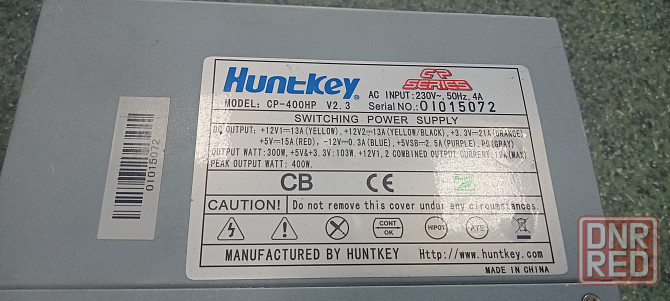 Huntkey®
GP
SERIES
AC INPUT:230V~,50Hz,4A
MODEL: CP-400HP V2.3
Serial NO.:01015072
SWITCHING POWER SUPPLY
DC OUTPUT: +12V1⎓13A(YELLOW), +12V2⎓13A(YELLOW/BLACK), +3.3V⎓21A(ORANGE)
+5V⎓15A(RED), -12V⎓0.3A(BLUE), +5VSB⎓2.5A(PURPLE),PG(GRAY)
OUTPUT WATT:300W, +5V&+3.3V:103W. +12V1, 2 COMBINED OUTPUT CURRENT: (MAX)
PEAK OUTPUT WATT: 400W.
CB CE
CAUTION! Do not remove this cover under any circumstances.
CONT OK HIPOT ATE
MANUFACTURED BY HUNTKEY Http://www.huntkey.com
MADE IN CHINA
01015072
DNR
RED